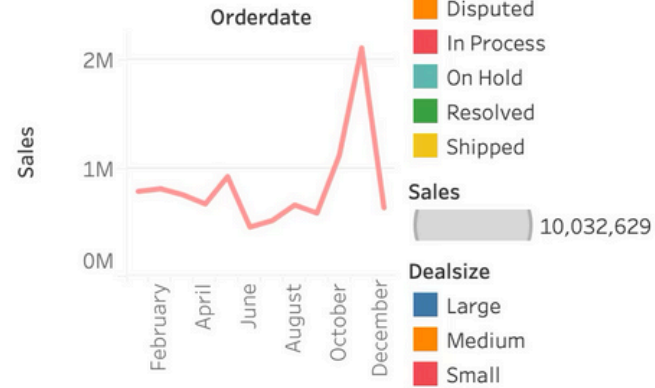 Orderdate
2M
1M
0M
Sales
February
April
June
August
October
December
Disputed
In Process
On Hold
Resolved
Shipped
Sales
10,032,629
Dealsize
Large
Medium
Small